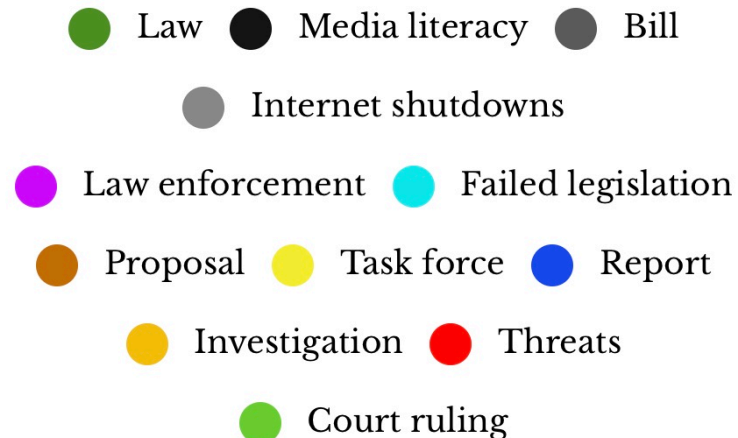 Law Media literacy Bill
Internet shutdowns
Law enforcement Failed legislation
Proposal Task force Report
Investigation Threats
Court ruling